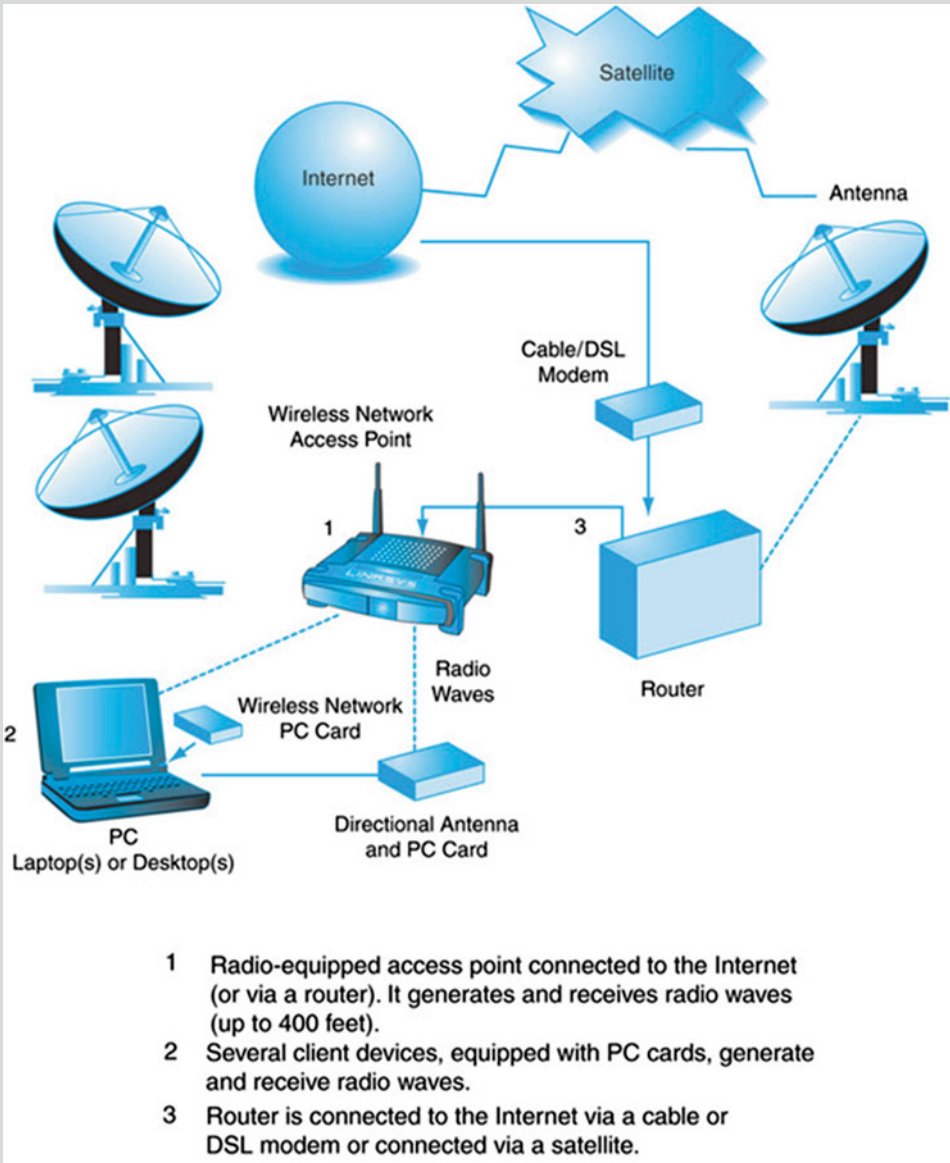 Satellite
Internet
Antenna
Cable/DSL
Modem
Wireless Network
Access Point
1
3
LINKSYS
Radio
Waves
Router
Wireless Network
PC Card
2
Directional Antenna
and PC Card
PC
Laptop(s) or Desktop(s)
1 Radio-equipped access point connected to the Internet
(or via a router). It generates and receives radio waves
(up to 400 feet).
2 Several client devices, equipped with PC cards, generate
and receive radio waves.
3 Router is connected to the Internet via a cable or
DSL modem or connected via a satellite.